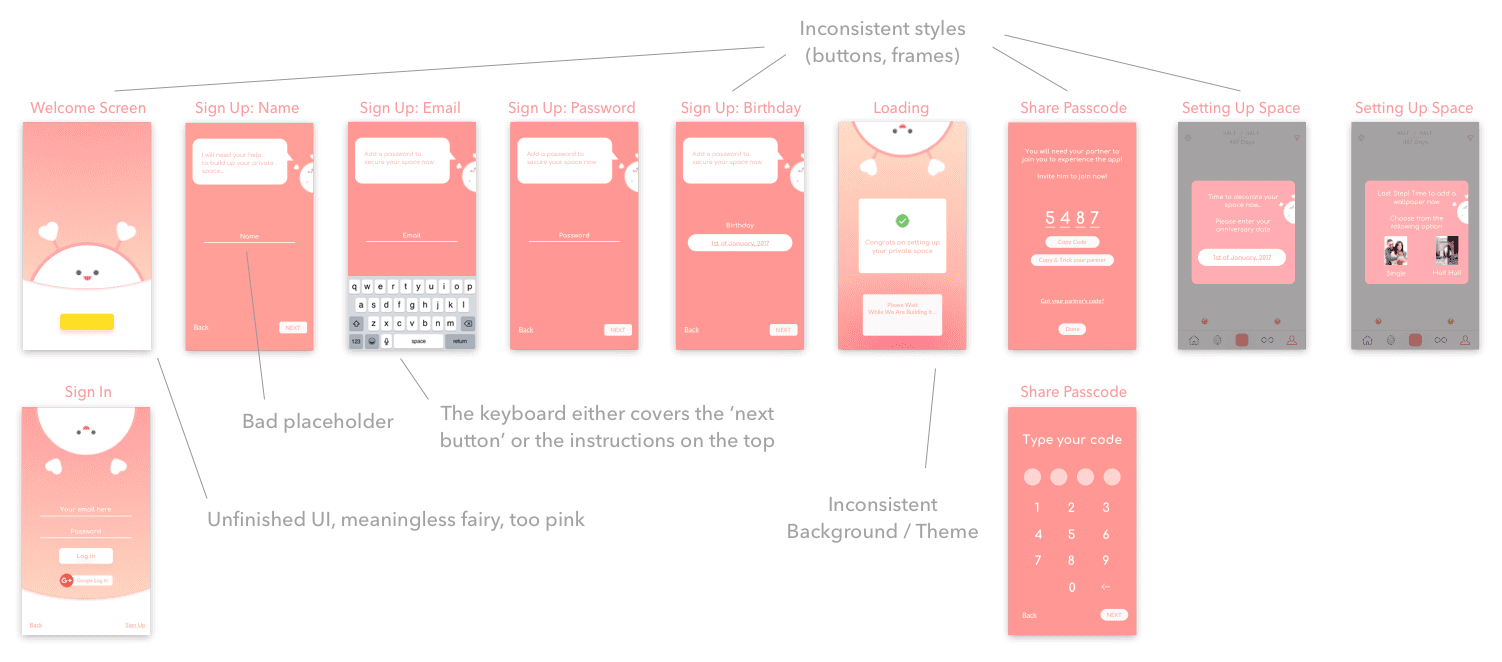 Inconsistent styles
(buttons, frames)
Welcome Screen
Sign Up: Name
Sign Up: Email
Sign Up: Password
Sign Up: Birthday
Loading
Share Passcode
Setting Up Space
Setting Up Space
I will need your help
to build up your private
space...
Name
Back
NEXT
Add a password to
secure your space now
Email
q w e r t y u i o p
a s d f g h j k l
z x c v b n m
123
space
return
Add a password to
secure your space now
Password
Back
NEXT
Add a password to
secure your space now
Birthday
1st of January, 2017
Back
NEXT
Congrats on setting up
your private space
Please Wait
While We Are Building It...
You will need your partner to
join you to experience the app!
Invite him to join now!
5 4 8 7
Copy Code
Copy & Trick your partner
Got your partner's code?
Done
HALF / HALF
487 Days
Time to decorate your
space now...
Please enter your
anniversary date
1st of January, 2017
HALF / HALF
487 Days
Last Step! Time to add a
wallpaper now
Choose from the
following option
Single
Half Half
Sign In
Your email here
Password
Log In
G+
Google Log In
Back
Sign Up
Bad placeholder
The keyboard either covers the ‘next
button’ or the instructions on the top
Unfinished UI, meaningless fairy, too pink
Inconsistent
Background / Theme
Share Passcode
Type your code
1 2 3
4 5 6
7 8 9
0
Back
NEXT